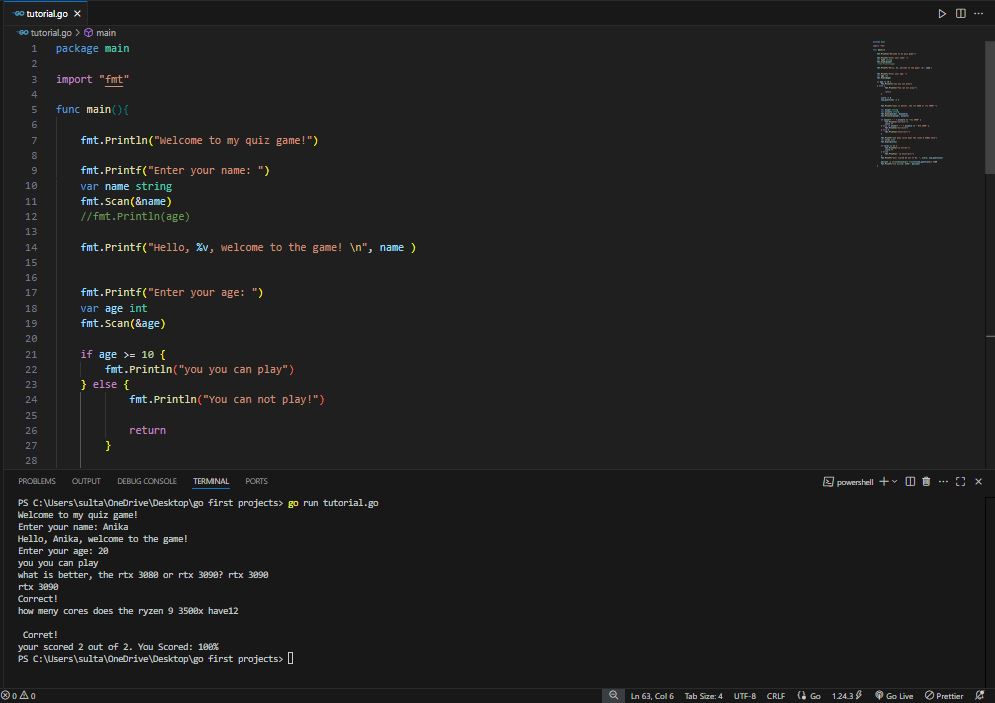 tutorial.go
tutorial.go > main
1 package main
2
3 import "fmt"
4
5 func main(){
6
7 fmt.Println("Welcome to my quiz game!")
8
9 fmt.Printf("Enter your name: ")
10 var name string
11 fmt.Scan(&name)
12 //fmt.Println(age)
13
14 fmt.Printf("Hello, %v, welcome to the game! \n", name )
15
16
17 fmt.Printf("Enter your age: ")
18 var age int
19 fmt.Scan(&age)
20
21 if age >= 10 {
22 fmt.Println("you you can play")
23 } else {
24 fmt.Println("You can not play!")
25
26 return
27 }
28
PROBLEMS OUTPUT DEBUG CONSOLE TERMINAL PORTS powershell
PS C:\Users\sulta\OneDrive\Desktop\go first projects> go run tutorial.go
Welcome to my quiz game!
Enter your name: Anika
Hello, Anika, welcome to the game!
Enter your age: 20
you you can play
what is better, the rtx 3080 or rtx 3090? rtx 3090
rtx 3090
Correct!
how meny cores does the ryzen 9 3500x have12
Corret!
your scored 2 out of 2. You Scored: 100%
PS C:\Users\sulta\OneDrive\Desktop\go first projects>
0 0 Ln 63, Col 6 Tab Size: 4 UTF-8 CRLF Go 1.24.3 Go Live Prettier